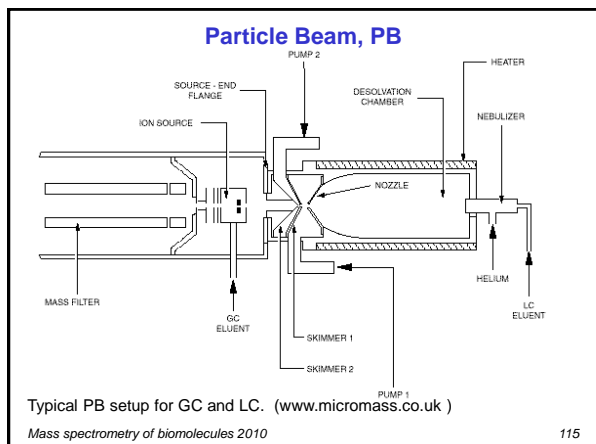 Particle Beam, PB
PUMP 2
HEATER
SOURCE - END
FLANGE
DESOLVATION
CHAMBER
NEBULIZER
ION SOURCE
NOZZLE
MASS FILTER
GC
ELUENT
SKIMMER 1
SKIMMER 2
HELIUM
LC
ELUENT
PUMP 1
Typical PB setup for GC and LC. (www.micromass.co.uk )
Mass spectrometry of biomolecules 2010
115